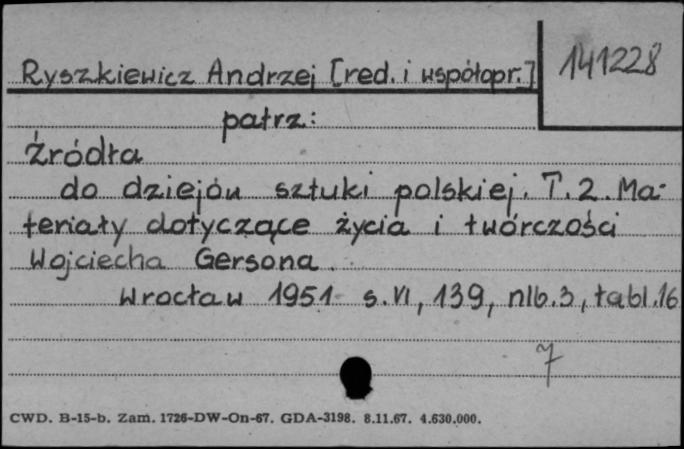 Ryszkiewicz Andrzej [red. i współopr.]
141228
patrz:
Źródła
do dziejów sztuki polskiej. T. 2. Ma-
teriały dotyczące życia i twórczości
Wojciecha Gersona.
Wrocław 1951 s. VI, 139, nlb. 3, tabl. 16
7
CWD. B-15-b. Zam. 1726-DW-On-67. GDA-3198. 8.11.67. 4.630.000.